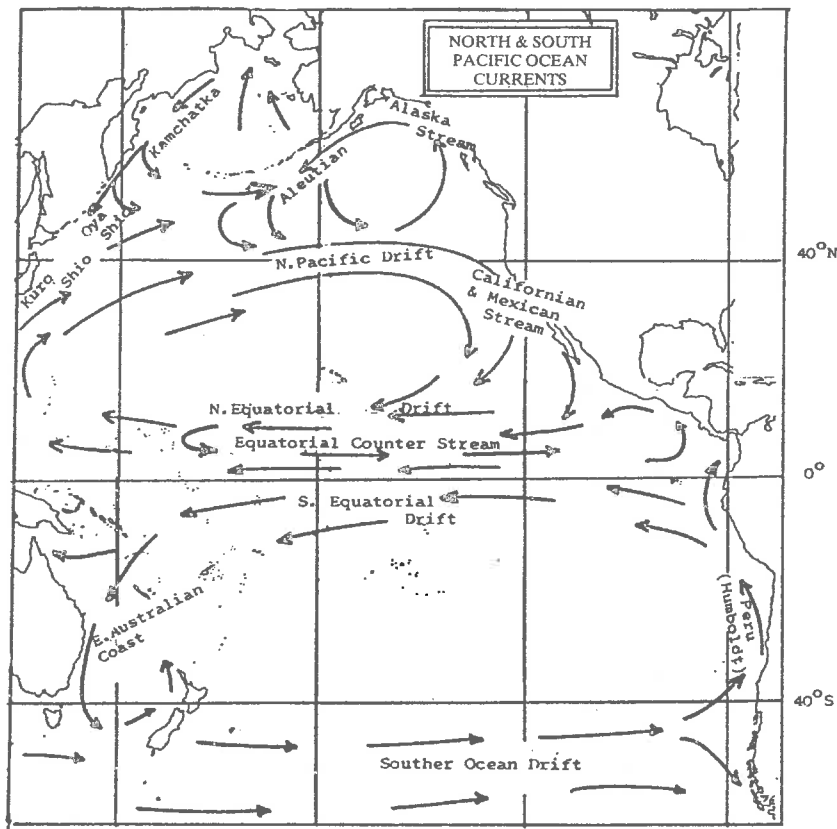 NORTH & SOUTH
PACIFIC OCEAN
CURRENTS
Kamchatka
Alaska
Stream
Aleutian
Oya
Shio
Kuro
Shio
40°N
N.Pacific Drift
Californian
& Mexican
Stream
N.Equatorial Drift
Equatorial Counter Stream
0°
S. Equatorial
Drift
E.Australian
Coast
Peru
(Humboldt)
40°S
Souther Ocean Drift